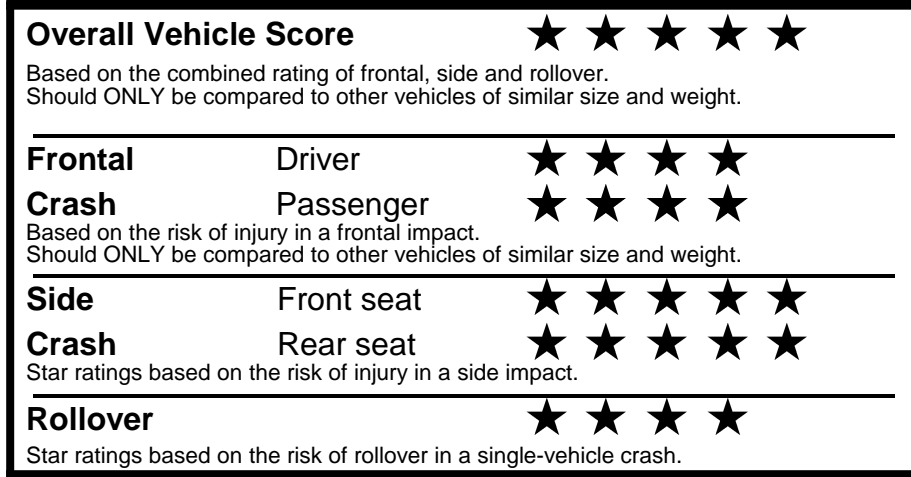 Overall Vehicle Score ★ ★ ★ ★ ★
Based on the combined rating of frontal, side and rollover.
Should ONLY be compared to other vehicles of similar size and weight.
Frontal Driver ★ ★ ★ ★
Crash Passenger ★ ★ ★ ★
Based on the risk of injury in a frontal impact.
Should ONLY be compared to other vehicles of similar size and weight.
Side Front seat ★ ★ ★ ★ ★
Crash Rear seat ★ ★ ★ ★ ★
Star ratings based on the risk of injury in a side impact.
Rollover ★ ★ ★ ★
Star ratings based on the risk of rollover in a single-vehicle crash.